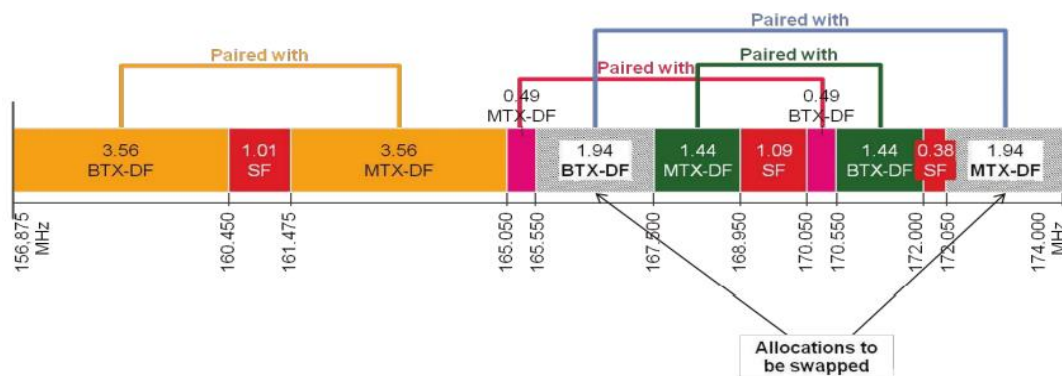 Paired with
Paired with
Paired with
Paired with
0.49
MTX-DF
0.49
BTX-DF
3.56
BTX-DF
1.01
SF
3.56
MTX-DF
1.94
BTX-DF
1.44
MTX-DF
1.09
SF
1.44
BTX-DF
0.38
SF
1.94
MTX-DF
156,875
MHz
160.450
161.475
165.050
165.550
167.500
168.950
170.050
170.550
172.000
172.050
174.000
MHz
Allocations to
be swapped